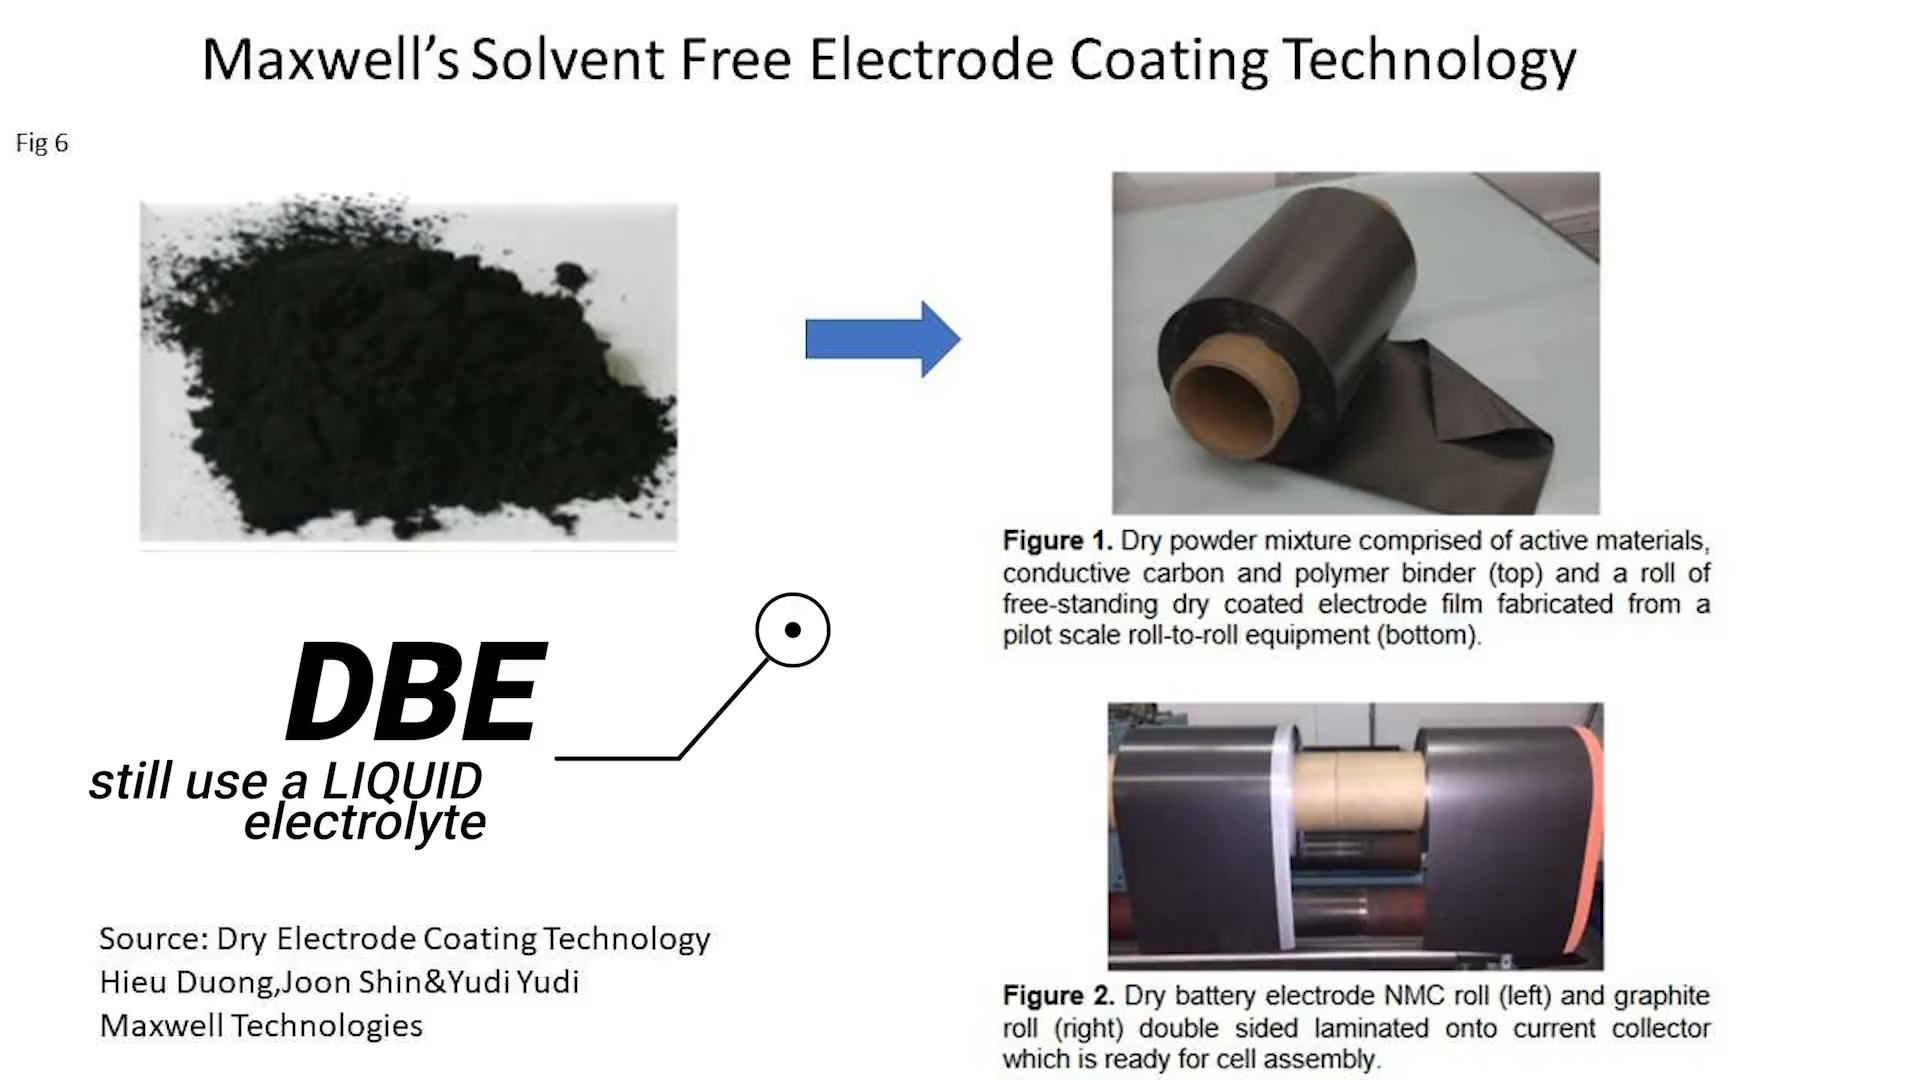 Maxwell’s Solvent Free Electrode Coating Technology
Fig 6
Figure 1. Dry powder mixture comprised of active materials,
conductive carbon and polymer binder (top) and a roll of
free-standing dry coated electrode film fabricated from a
pilot scale roll-to-roll equipment (bottom).
DBE
still use a LIQUID
electrolyte
Source: Dry Electrode Coating Technology
Hieu Duong,Joon Shin&Yudi Yudi
Maxwell Technologies
Figure 2. Dry battery electrode NMC roll (left) and graphite
roll (right) double sided laminated onto current collector
which is ready for cell assembly.